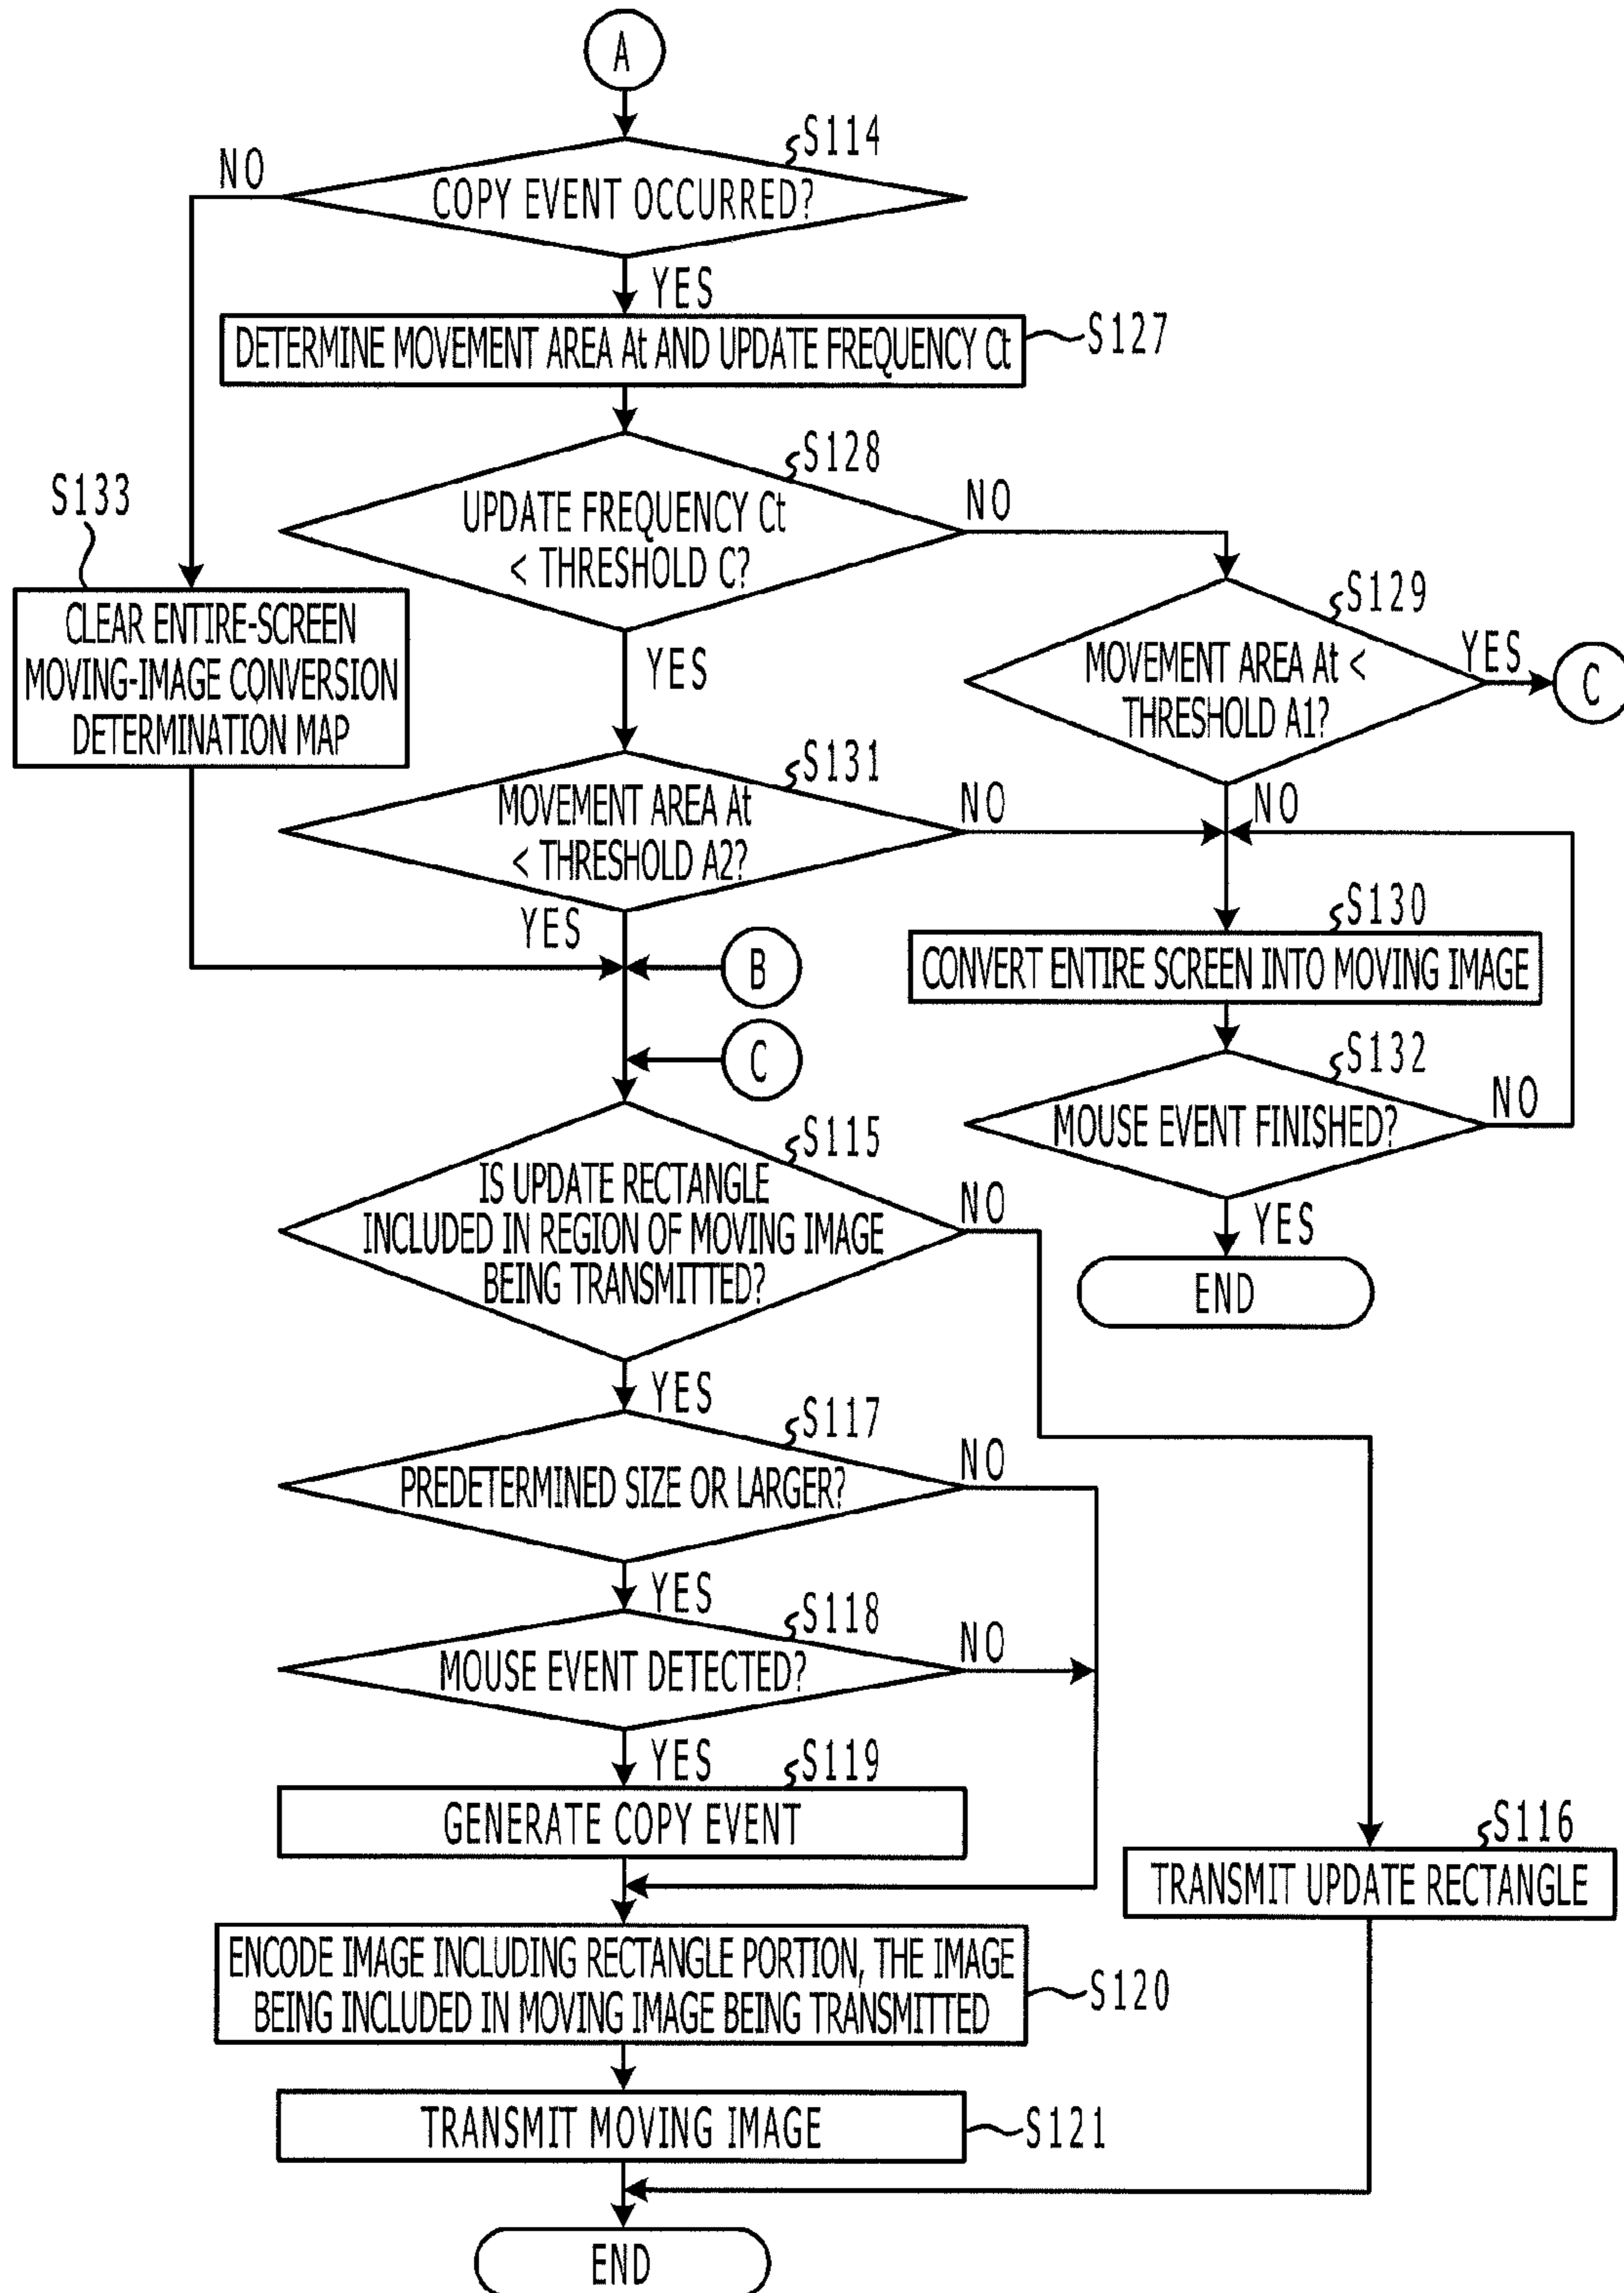 A
S114
NO
COPY EVENT OCCURRED?
YES
DETERMINE MOVEMENT AREA At AND UPDATE FREQUENCY Ct
S127
S128
UPDATE FREQUENCY Ct
< THRESHOLD C?
NO
YES
S133
CLEAR ENTIRE-SCREEN
MOVING-IMAGE CONVERSION
DETERMINATION MAP
S129
MOVEMENT AREA At <
THRESHOLD A1?
YES
C
NO
S131
MOVEMENT AREA At
< THRESHOLD A2?
NO
YES
B
C
S130
CONVERT ENTIRE SCREEN INTO MOVING IMAGE
S132
MOUSE EVENT FINISHED?
NO
YES
END
S115
IS UPDATE RECTANGLE
INCLUDED IN REGION OF MOVING IMAGE
BEING TRANSMITTED?
NO
YES
S117
PREDETERMINED SIZE OR LARGER?
NO
YES
S118
MOUSE EVENT DETECTED?
NO
YES
S119
GENERATE COPY EVENT
S116
TRANSMIT UPDATE RECTANGLE
ENCODE IMAGE INCLUDING RECTANGLE PORTION, THE IMAGE
BEING INCLUDED IN MOVING IMAGE BEING TRANSMITTED
S120
TRANSMIT MOVING IMAGE
S121
END